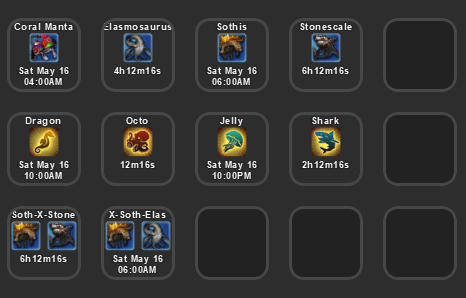 Coral Manta
Elasmosaurus
Sothis
Stonescale
Sat May 16
04:00AM
4h12m16s
Sat May 16
06:00AM
6h12m16s
Dragon
Octo
Jelly
Shark
Sat May 16
10:00AM
12m16s
Sat May 16
10:00PM
2h12m16s
Soth-X-Stone
X-Soth-Elas
6h12m16s
Sat May 16
06:00AM